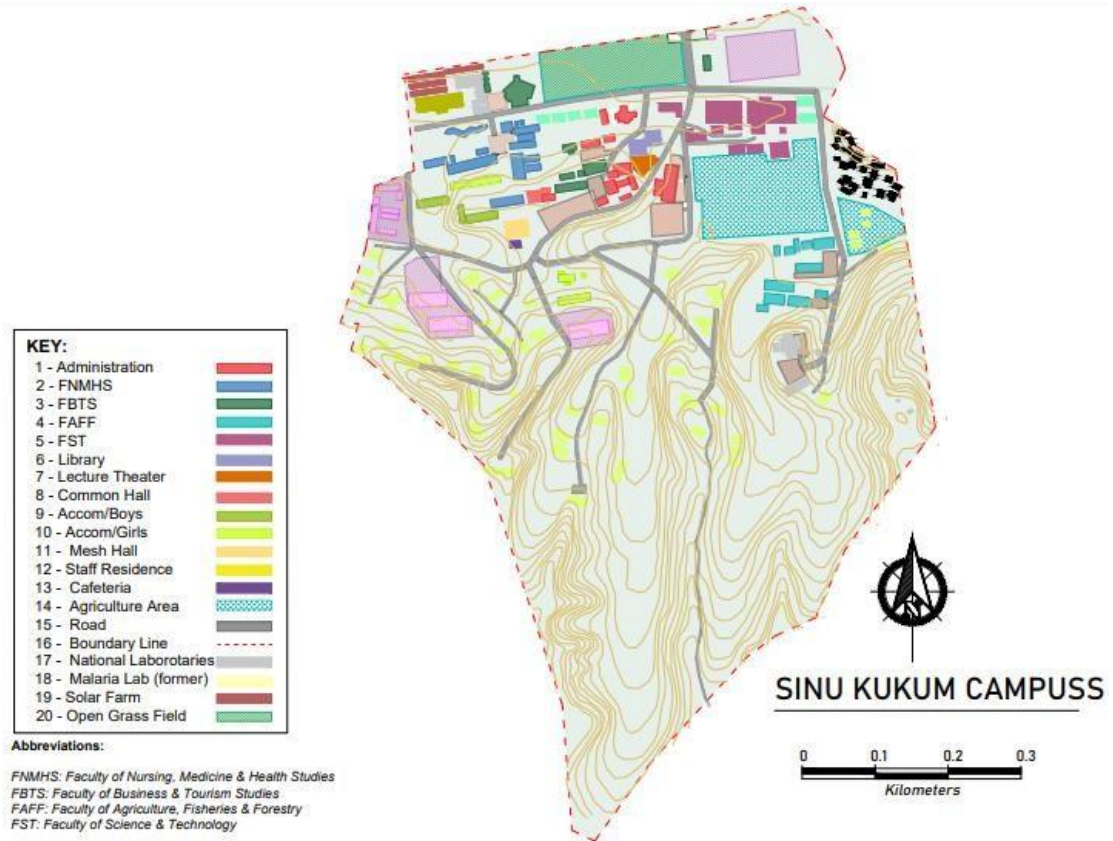 KEY:
1 - Administration
2 - FNMHS
3 - FBTS
4 - FAFF
5 - FST
6 - Library
7 - Lecture Theater
8 - Common Hall
9 - Accom/Boys
10 - Accom/Girls
11 - Mesh Hall
12 - Staff Residence
13 - Cafeteria
14 - Agriculture Area
15 - Road
16 - Boundary Line
17 - National Laborotaries
18 - Malaria Lab (former)
19 - Solar Farm
20 - Open Grass Field
Abbreviations:
FNMHS: Faculty of Nursing, Medicine & Health Studies
FBTS: Faculty of Business & Tourism Studies
FAFF: Faculty of Agriculture, Fisheries & Forestry
FST: Faculty of Science & Technology
N
SINU KUKUM CAMPUSS
0 0.1 0.2 0.3
Kilometers